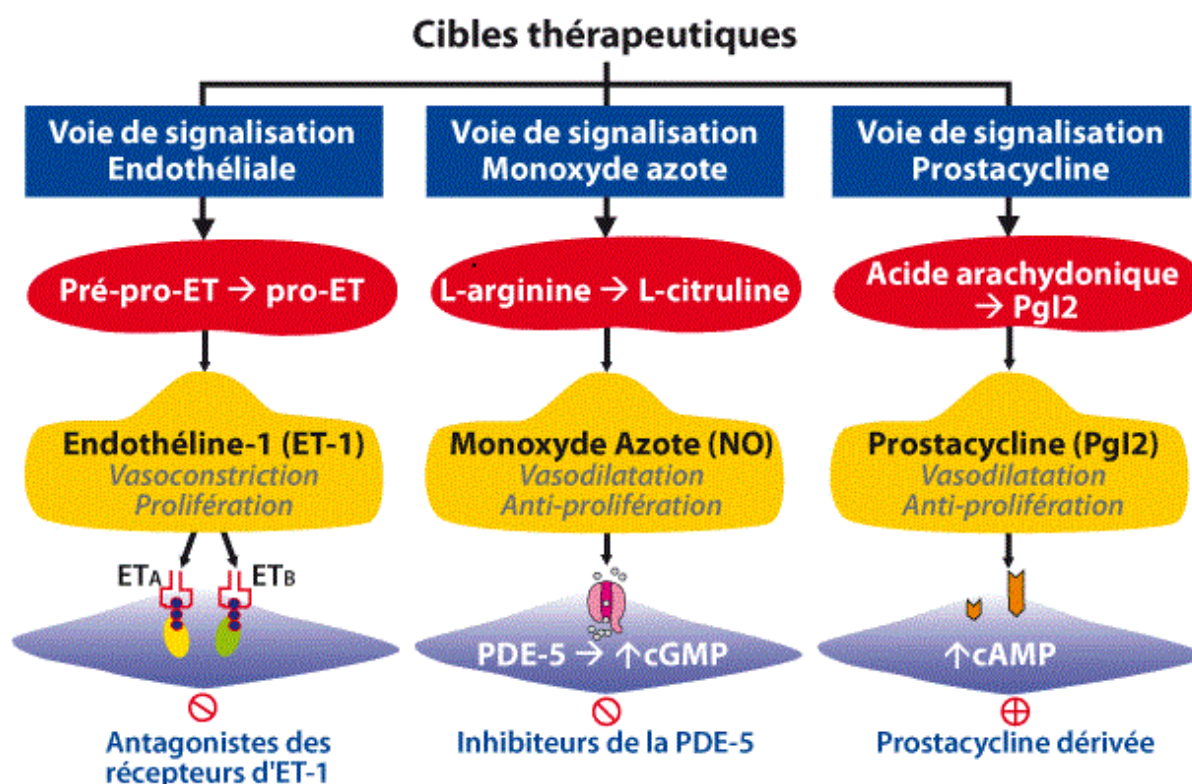 Cibles thérapeutiques
Voie de signalisation
Endothéliale
Voie de signalisation
Monoxyde azote
Voie de signalisation
Prostacycline
Pré-pro-ET → pro-ET
L-arginine → L-citruline
Acide arachydonique
→ PgI2
Endothéline-1 (ET-1)
Vasoconstriction
Prolifération
Monoxyde Azote (NO)
Vasodilatation
Anti-prolifération
Prostacycline (PgI2)
Vasodilatation
Anti-prolifération
ETA
ETB
PDE-5 → ↑cGMP
↑cAMP
Antagonistes des
récepteurs d'ET-1
Inhibiteurs de la PDE-5
Prostacycline dérivée